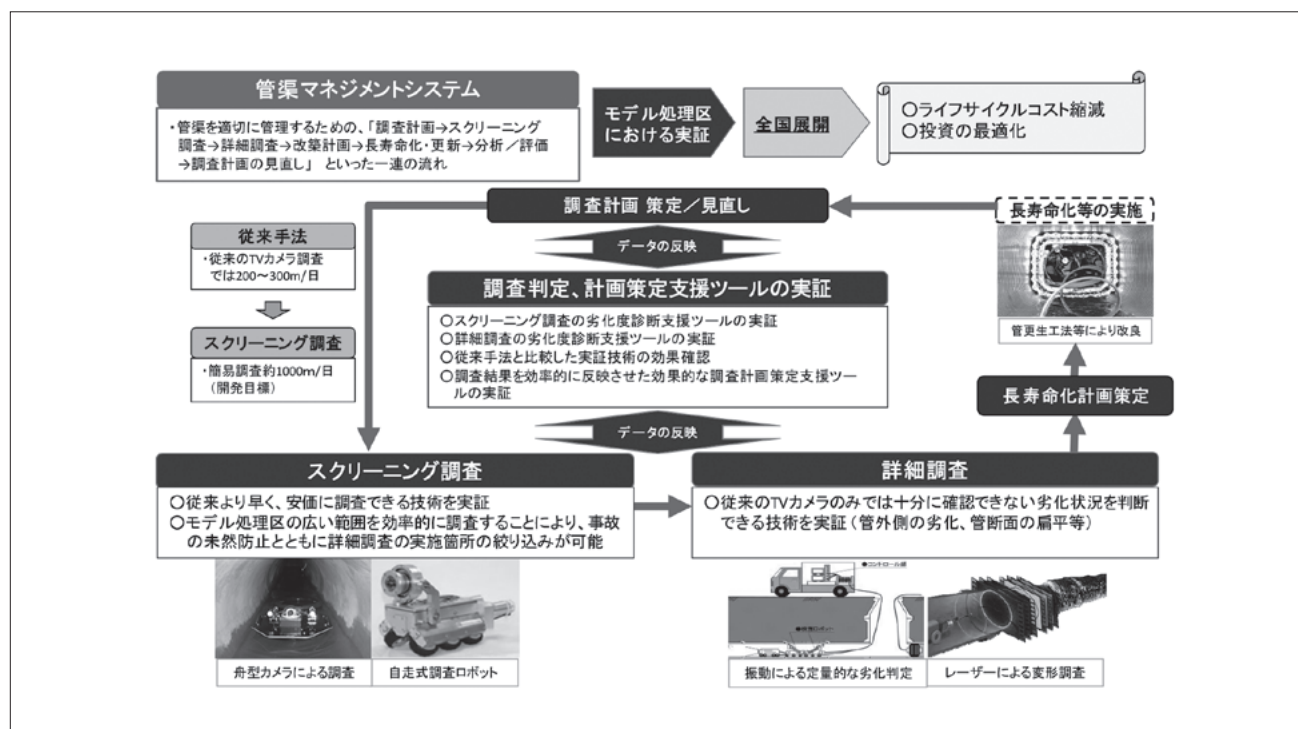 管渠マネジメントシステム
・管渠を適切に管理するための、「調査計画→スクリーニング
調査→詳細調査→改築計画→長寿命化・更新→分析/評価
→調査計画の見直し」 といった一連の流れ
モデル処理区
における実証
全国展開
○ライフサイクルコスト縮減
○投資の最適化
調査計画 策定/見直し
長寿命化等の実施
データの反映
従来手法
・従来のTVカメラ調査
では200~300m/日
調査判定、計画策定支援ツールの実証
○スクリーニング調査の劣化度診断支援ツールの実証
○詳細調査の劣化度診断支援ツールの実証
○従来手法と比較した実証技術の効果確認
○調査結果を効率的に反映させた効果的な調査計画策定支援ツー
ルの実証
管更生工法等により改良
スクリーニング調査
・簡易調査約1000m/日
(開発目標)
長寿命化計画策定
データの反映
スクリーニング調査
○従来より早く、安価に調査できる技術を実証
○モデル処理区の広い範囲を効率的に調査することにより、事故
の未然防止とともに詳細調査の実施箇所の絞り込みが可能
詳細調査
○従来のTVカメラのみでは十分に確認できない劣化状況を判断
できる技術を実証(管外側の劣化、管断面の扁平等)
舟型カメラによる調査
自走式調査ロボット
振動による定量的な劣化判定
レーザーによる変形調査